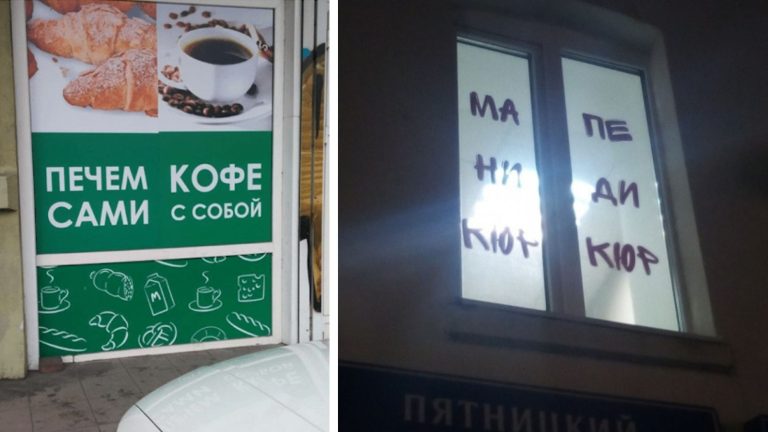 ПЕЧЕМ
САМИ
КОФЕ
С СОБОЙ
М
МА
НИ
КЮР
ПЕ
ДИ
КЮР
ПЯТНИЦКИЙ